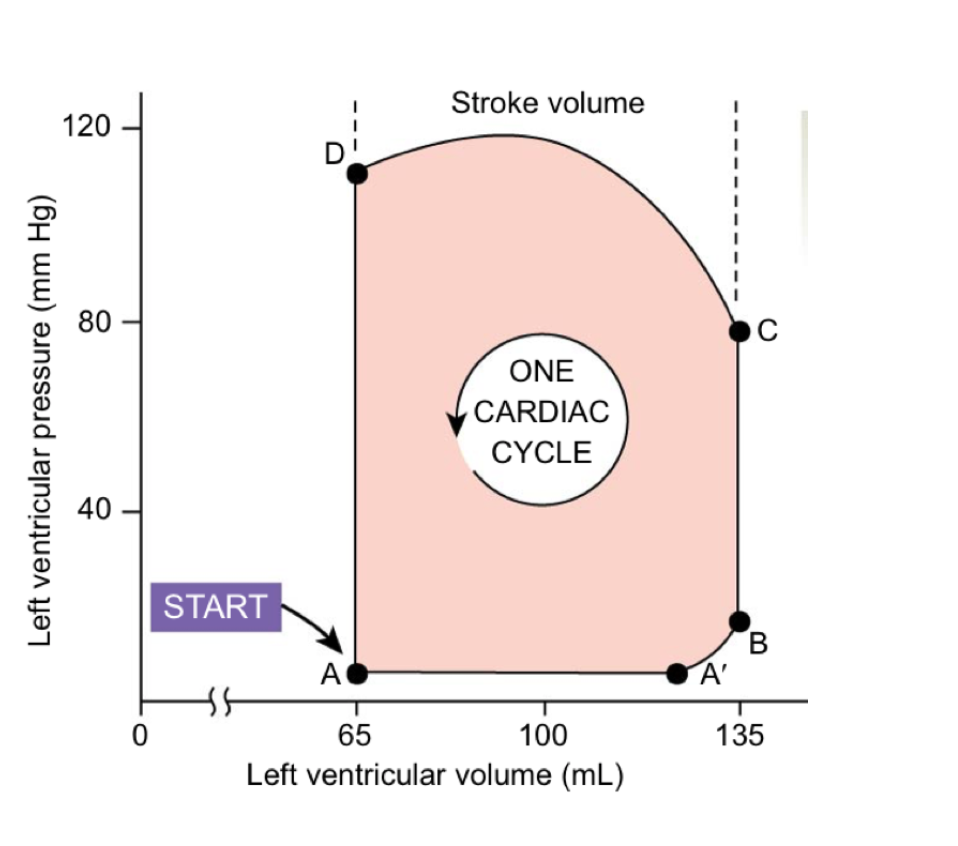 Stroke volume
120
D
80
C
ONE
CARDIAC
CYCLE
40
START
B
A
A′
0
65
100
135
Left ventricular volume (mL)
Left ventricular pressure (mm Hg)